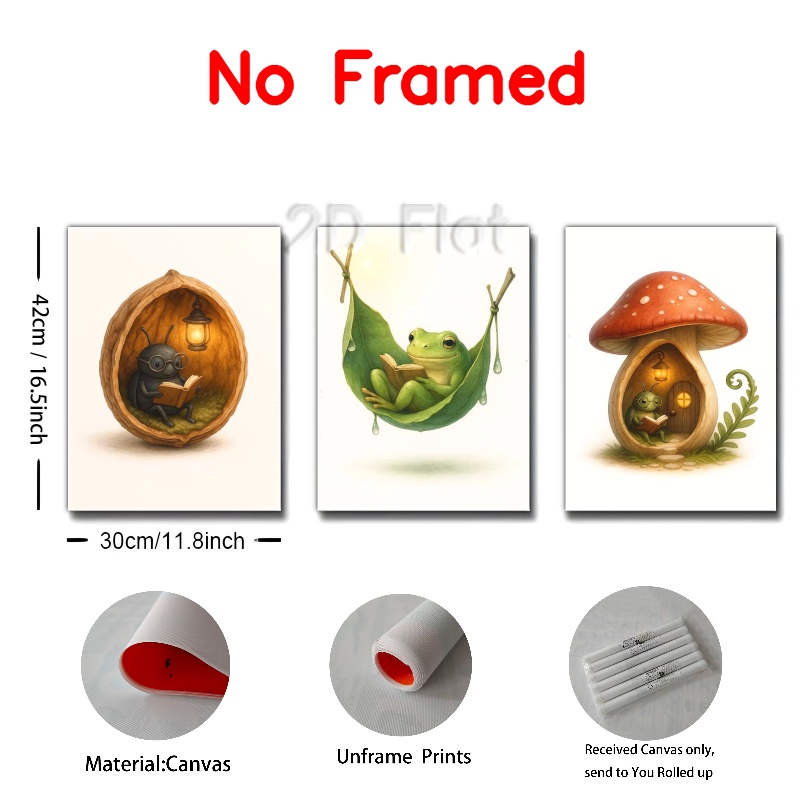 No Framed
2D Flat
42cm / 16.5inch
30cm/11.8inch
Material:Canvas
Unframe Prints
Received Canvas only,
send to You Rolled up